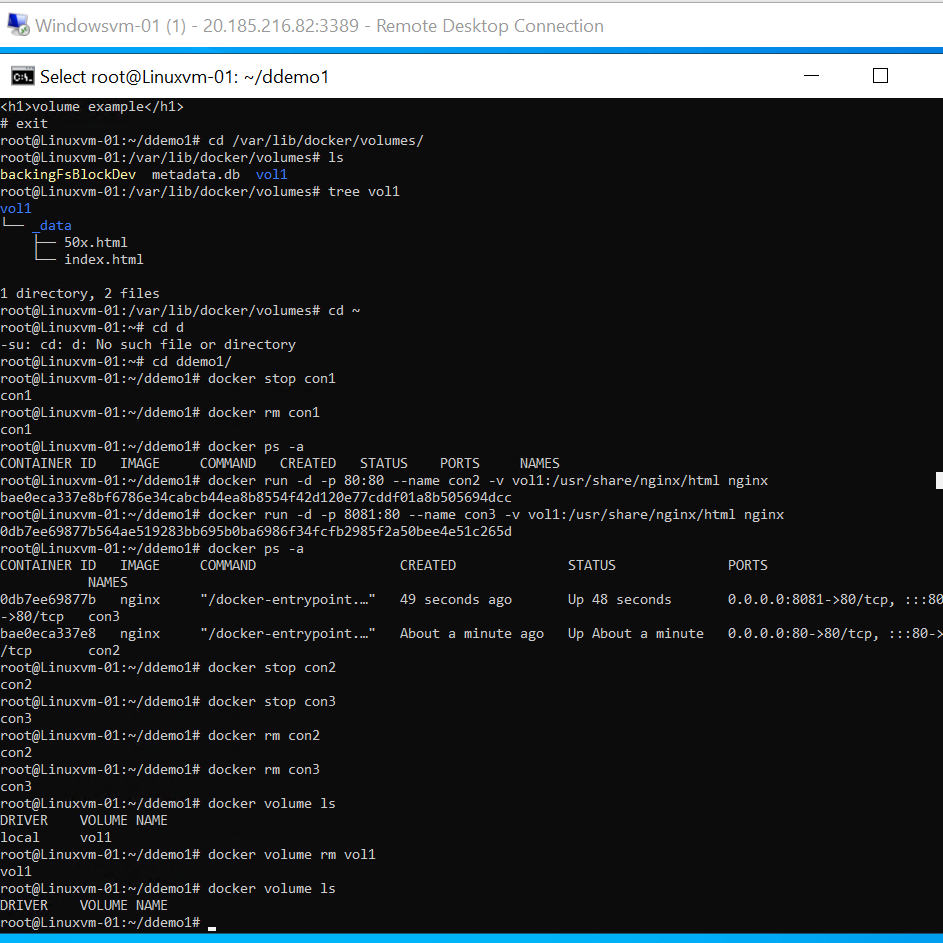 Windowsvm-01 (1) - 20.185.216.82:3389 - Remote Desktop Connection
Select root@Linuxvm-01: ~/ddemo1
<h1>volume example</h1>
# exit
root@Linuxvm-01:~/ddemo1# cd /var/lib/docker/volumes/
root@Linuxvm-01:/var/lib/docker/volumes# ls
backingFsBlockDev  metadata.db  vol1
root@Linuxvm-01:/var/lib/docker/volumes# tree vol1
vol1
└── _data
    ├── 50x.html
    └── index.html
1 directory, 2 files
root@Linuxvm-01:/var/lib/docker/volumes# cd ~
root@Linuxvm-01:~# cd d
-su: cd: d: No such file or directory
root@Linuxvm-01:~# cd ddemo1/
root@Linuxvm-01:~/ddemo1# docker stop con1
con1
root@Linuxvm-01:~/ddemo1# docker rm con1
con1
root@Linuxvm-01:~/ddemo1# docker ps -a
CONTAINER ID   IMAGE     COMMAND   CREATED   STATUS    PORTS     NAMES
root@Linuxvm-01:~/ddemo1# docker run -d -p 80:80 --name con2 -v vol1:/usr/share/nginx/html nginx
bae0eca337e8bf6786e34cabcb44ea8b8554f42d120e77cddf01a8b505694dcc
root@Linuxvm-01:~/ddemo1# docker run -d -p 8081:80 --name con3 -v vol1:/usr/share/nginx/html nginx
0db7ee69877b564ae519283bb695b0ba6986f34fcfb2985f2a50bee4e51c265d
root@Linuxvm-01:~/ddemo1# docker ps -a
CONTAINER ID   IMAGE     COMMAND                  CREATED              STATUS              PORTS
           NAMES
0db7ee69877b   nginx     "/docker-entrypoint.…"   49 seconds ago       Up 48 seconds       0.0.0.0:8081->80/tcp, :::80
->80/tcp   con3
bae0eca337e8   nginx     "/docker-entrypoint.…"   About a minute ago   Up About a minute   0.0.0.0:80->80/tcp, :::80->
/tcp       con2
root@Linuxvm-01:~/ddemo1# docker stop con2
con2
root@Linuxvm-01:~/ddemo1# docker stop con3
con3
root@Linuxvm-01:~/ddemo1# docker rm con2
con2
root@Linuxvm-01:~/ddemo1# docker rm con3
con3
root@Linuxvm-01:~/ddemo1# docker volume ls
DRIVER    VOLUME NAME
local     vol1
root@Linuxvm-01:~/ddemo1# docker volume rm vol1
vol1
root@Linuxvm-01:~/ddemo1# docker volume ls
DRIVER    VOLUME NAME
root@Linuxvm-01:~/ddemo1#